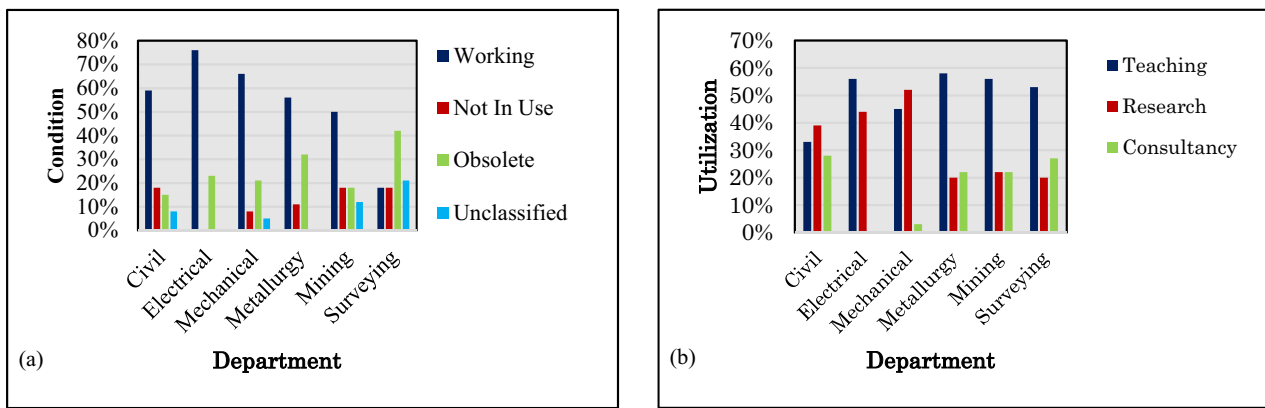 80%
70%
60%
50%
40%
30%
20%
10%
0%
Condition
Civil
Electrical
Mechanical
Metallurgy
Mining
Surveying
Department
Working
Not In Use
Obsolete
Unclassified
(a)
70%
60%
50%
40%
30%
20%
10%
0%
Utilization
Civil
Electrical
Mechanical
Metallurgy
Mining
Surveying
Department
Teaching
Research
Consultancy
(b)